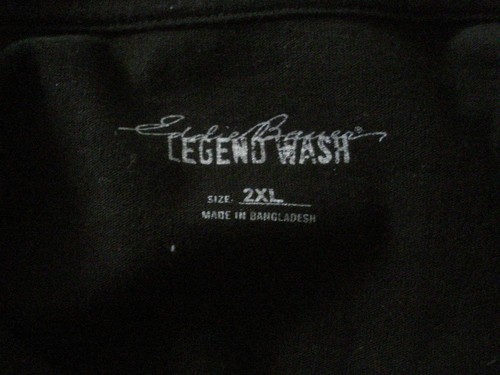 Eddie Bauer®
LEGEND WASH
SIZE. 2XL
MADE IN BANGLADESH